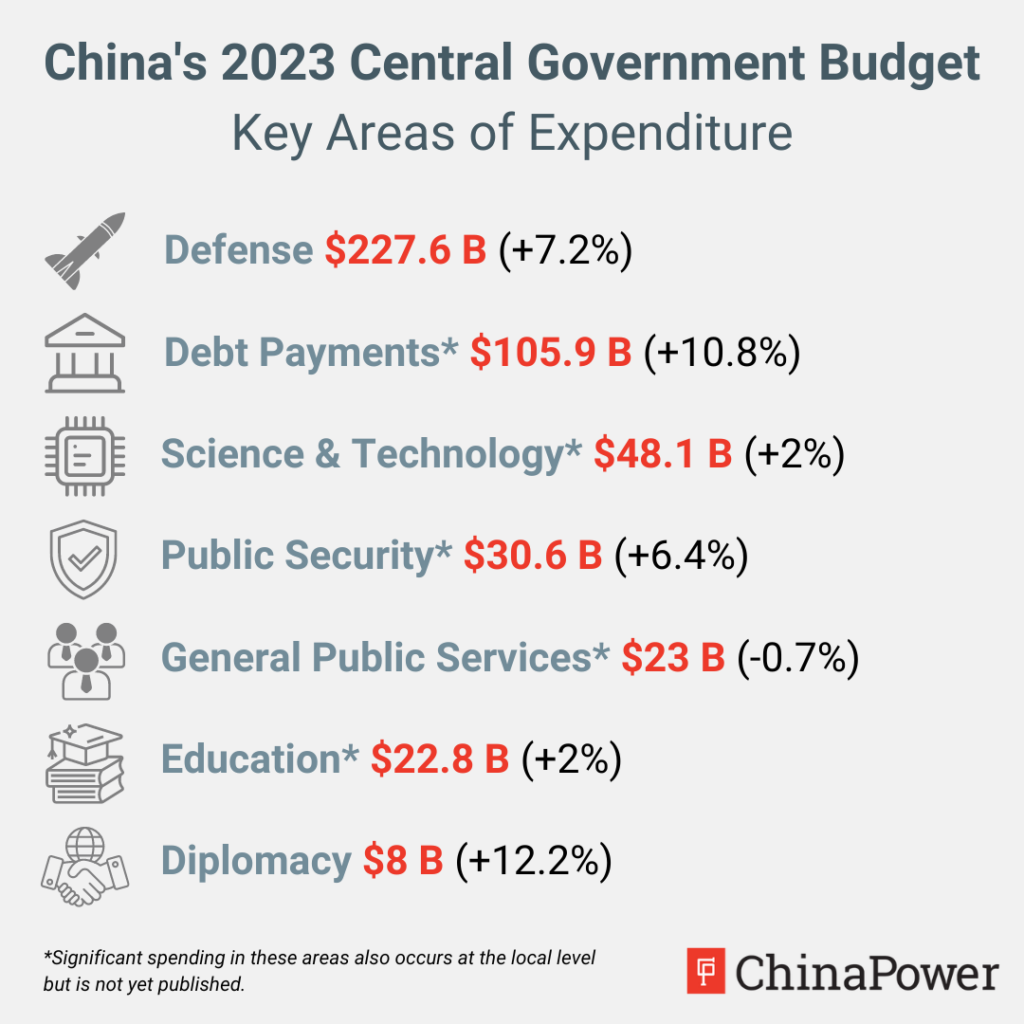 China's 2023 Central Government Budget
Key Areas of Expenditure
Defense $227.6 B (+7.2%)
Debt Payments* $105.9 B (+10.8%)
Science & Technology* $48.1 B (+2%)
Public Security* $30.6 B (+6.4%)
General Public Services* $23 B (-0.7%)
Education* $22.8 B (+2%)
Diplomacy $8 B (+12.2%)
*Significant spending in these areas also occurs at the local level
but is not yet published.
ChinaPower